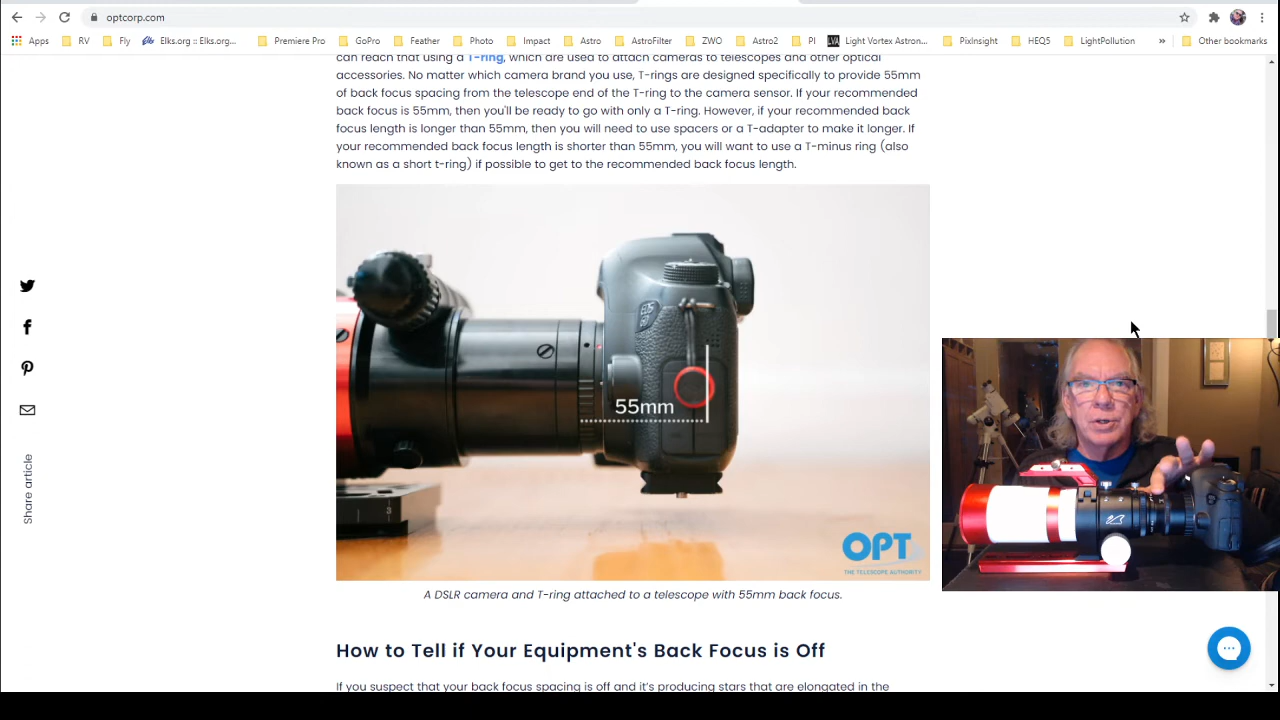 optcorp.com
Apps RV Fly Elks.org :: Elks.org... Premiere Pro GoPro Feather Photo Impact Astro AstroFilter ZWO Astro2 PI LVA Light Vortex Astron... PixInsight HEQ5 LightPollution » Other bookmarks
can reach that using a T-ring, which are used to attach cameras to telescopes and other optical
accessories. No matter which camera brand you use, T-rings are designed specifically to provide 55mm
of back focus spacing from the telescope end of the T-ring to the camera sensor. If your recommended
back focus is 55mm, then you'll be ready to go with only a T-ring. However, if your recommended back
focus length is longer than 55mm, then you will need to use spacers or a T-adapter to make it longer. If
your recommended back focus length is shorter than 55mm, you will want to use a T-minus ring (also
known as a short t-ring) if possible to get to the recommended back focus length.
55mm
Share article
OPT
THE TELESCOPE AUTHORITY
A DSLR camera and T-ring attached to a telescope with 55mm back focus.
How to Tell if Your Equipment's Back Focus is Off
If you suspect that your back focus spacing is off and it's producing stars that are elongated in the